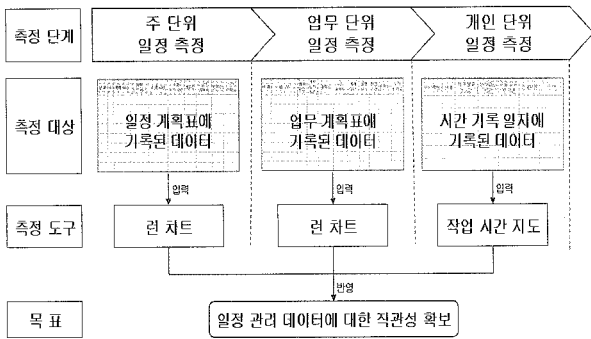 측정 단계
주 단위
일정 측정
업무 단위
일정 측정
개인 단위
일정 측정
측정 대상
일정 계획표에
기록된 데이터
업무 계획표에
기록된 데이터
시간 기록 일지에
기록된 데이터
입력
입력
입력
측정 도구
런 차트
런 차트
작업 시간 지도
반영
목 표
일정 관리 데이터에 대한 직관성 확보